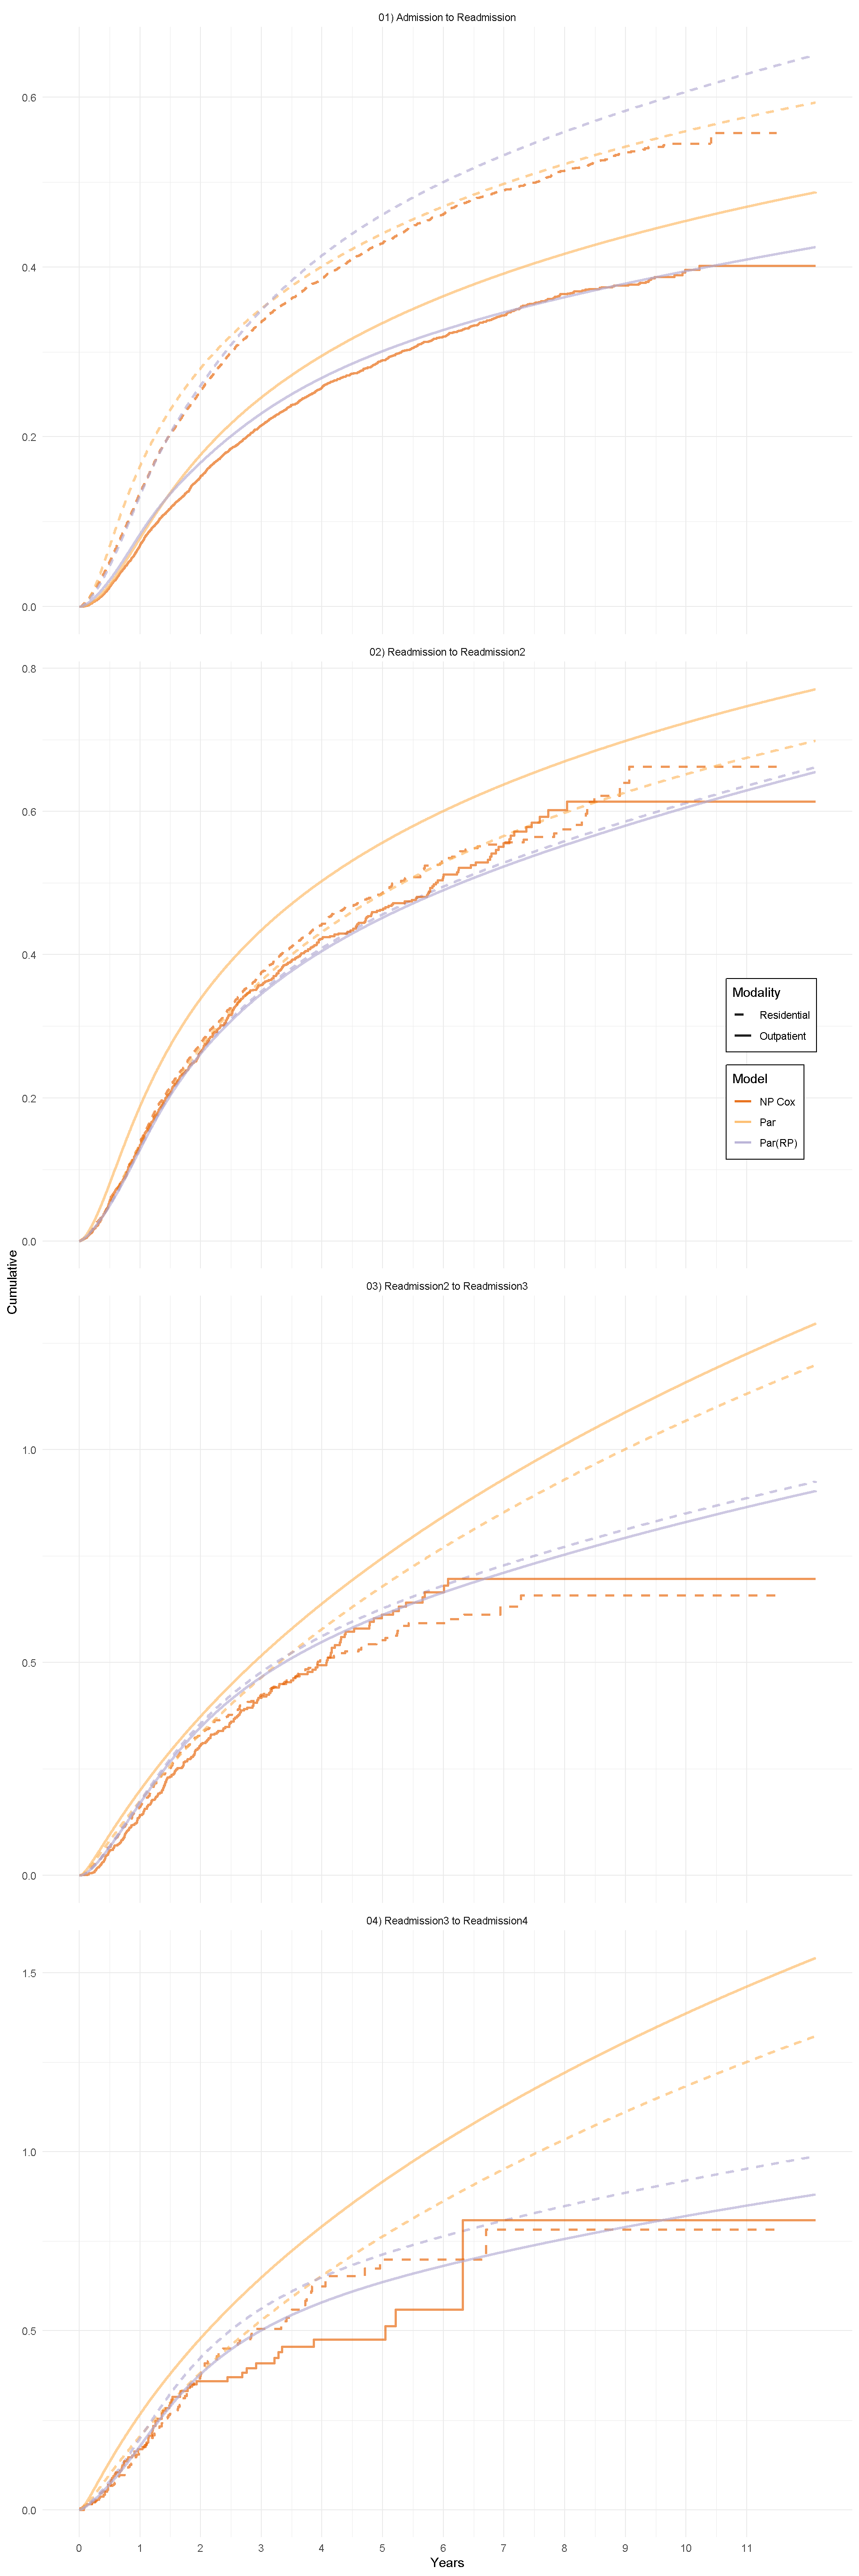 01) Admission to Readmission
0.6
0.4
0.2
0.0
02) Readmission to Readmission2
0.8
0.6
0.4
0.2
0.0
Modality
Residential
Outpatient
Model
NP Cox
Par
Par(RP)
Cumulative
03) Readmission2 to Readmission3
1.0
0.5
0.0
04) Readmission3 to Readmission4
1.5
1.0
0.5
0.0
0 1 2 3 4 5 6 7 8 9 10 11
Years